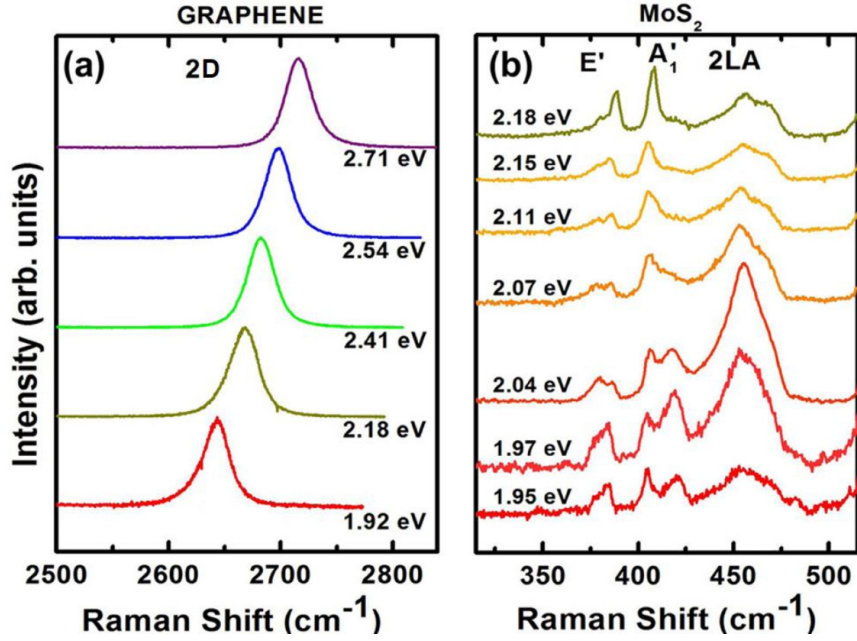 GRAPHENE
(a)
2D
2.71 eV
2.54 eV
2.41 eV
2.18 eV
1.92 eV
Intensity (arb. units)
2500 2600 2700 2800
Raman Shift (cm⁻¹)
MoS₂
(b)
E' A'₁ 2LA
2.18 eV
2.15 eV
2.11 eV
2.07 eV
2.04 eV
1.97 eV
1.95 eV
350 400 450 500
Raman Shift (cm⁻¹)